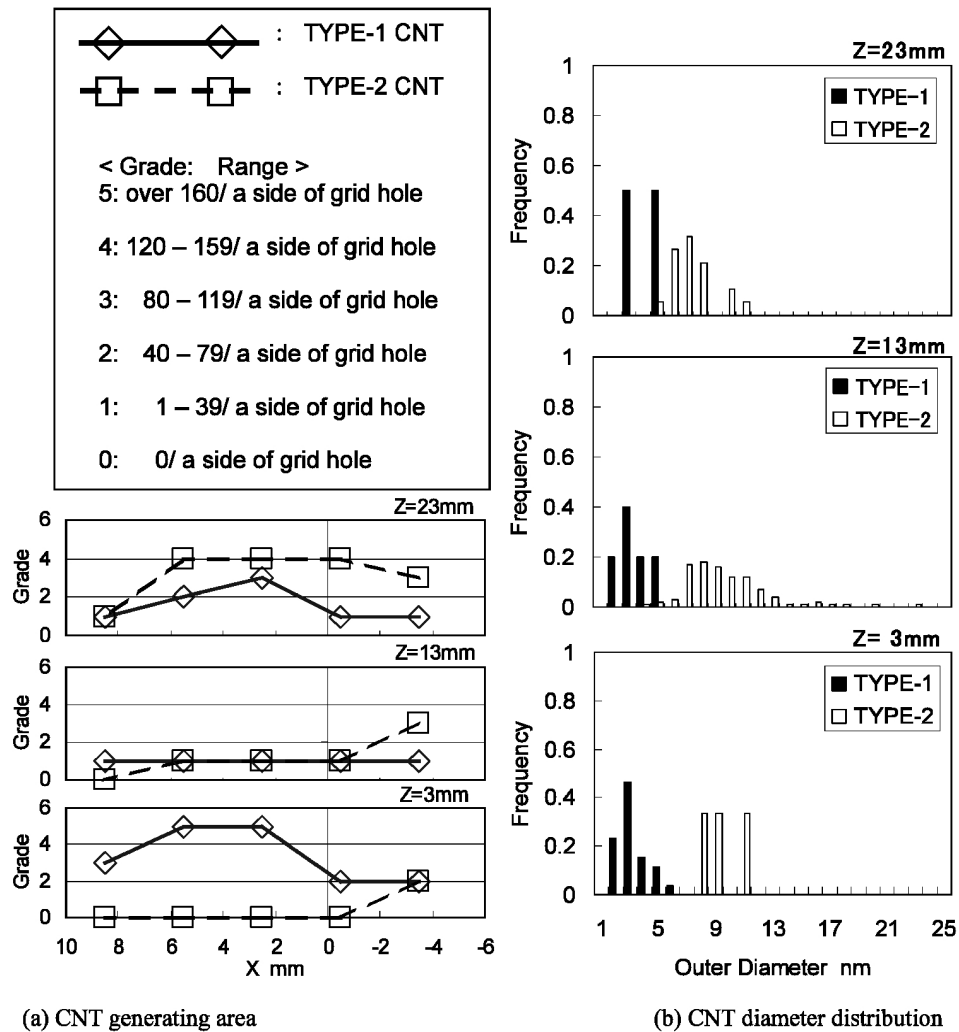 : TYPE-1 CNT
: TYPE-2 CNT
< Grade: Range >
5: over 160/ a side of grid hole
4: 120 – 159/ a side of grid hole
3: 80 – 119/ a side of grid hole
2: 40 – 79/ a side of grid hole
1: 1 – 39/ a side of grid hole
0: 0/ a side of grid hole
Z=23mm
6
4
2
0
Grade
Z=13mm
6
4
2
0
Grade
Z=3mm
6
4
2
0
Grade
10 8 6 4 2 0 -2 -4 -6
X mm
(a) CNT generating area
Z=23mm
1
0.8
0.6
0.4
0.2
0
Frequency
TYPE-1
TYPE-2
Z=13mm
1
0.8
0.6
0.4
0.2
0
Frequency
TYPE-1
TYPE-2
Z= 3mm
1
0.8
0.6
0.4
0.2
0
Frequency
TYPE-1
TYPE-2
1 5 9 13 17 21 25
Outer Diameter nm
(b) CNT diameter distribution